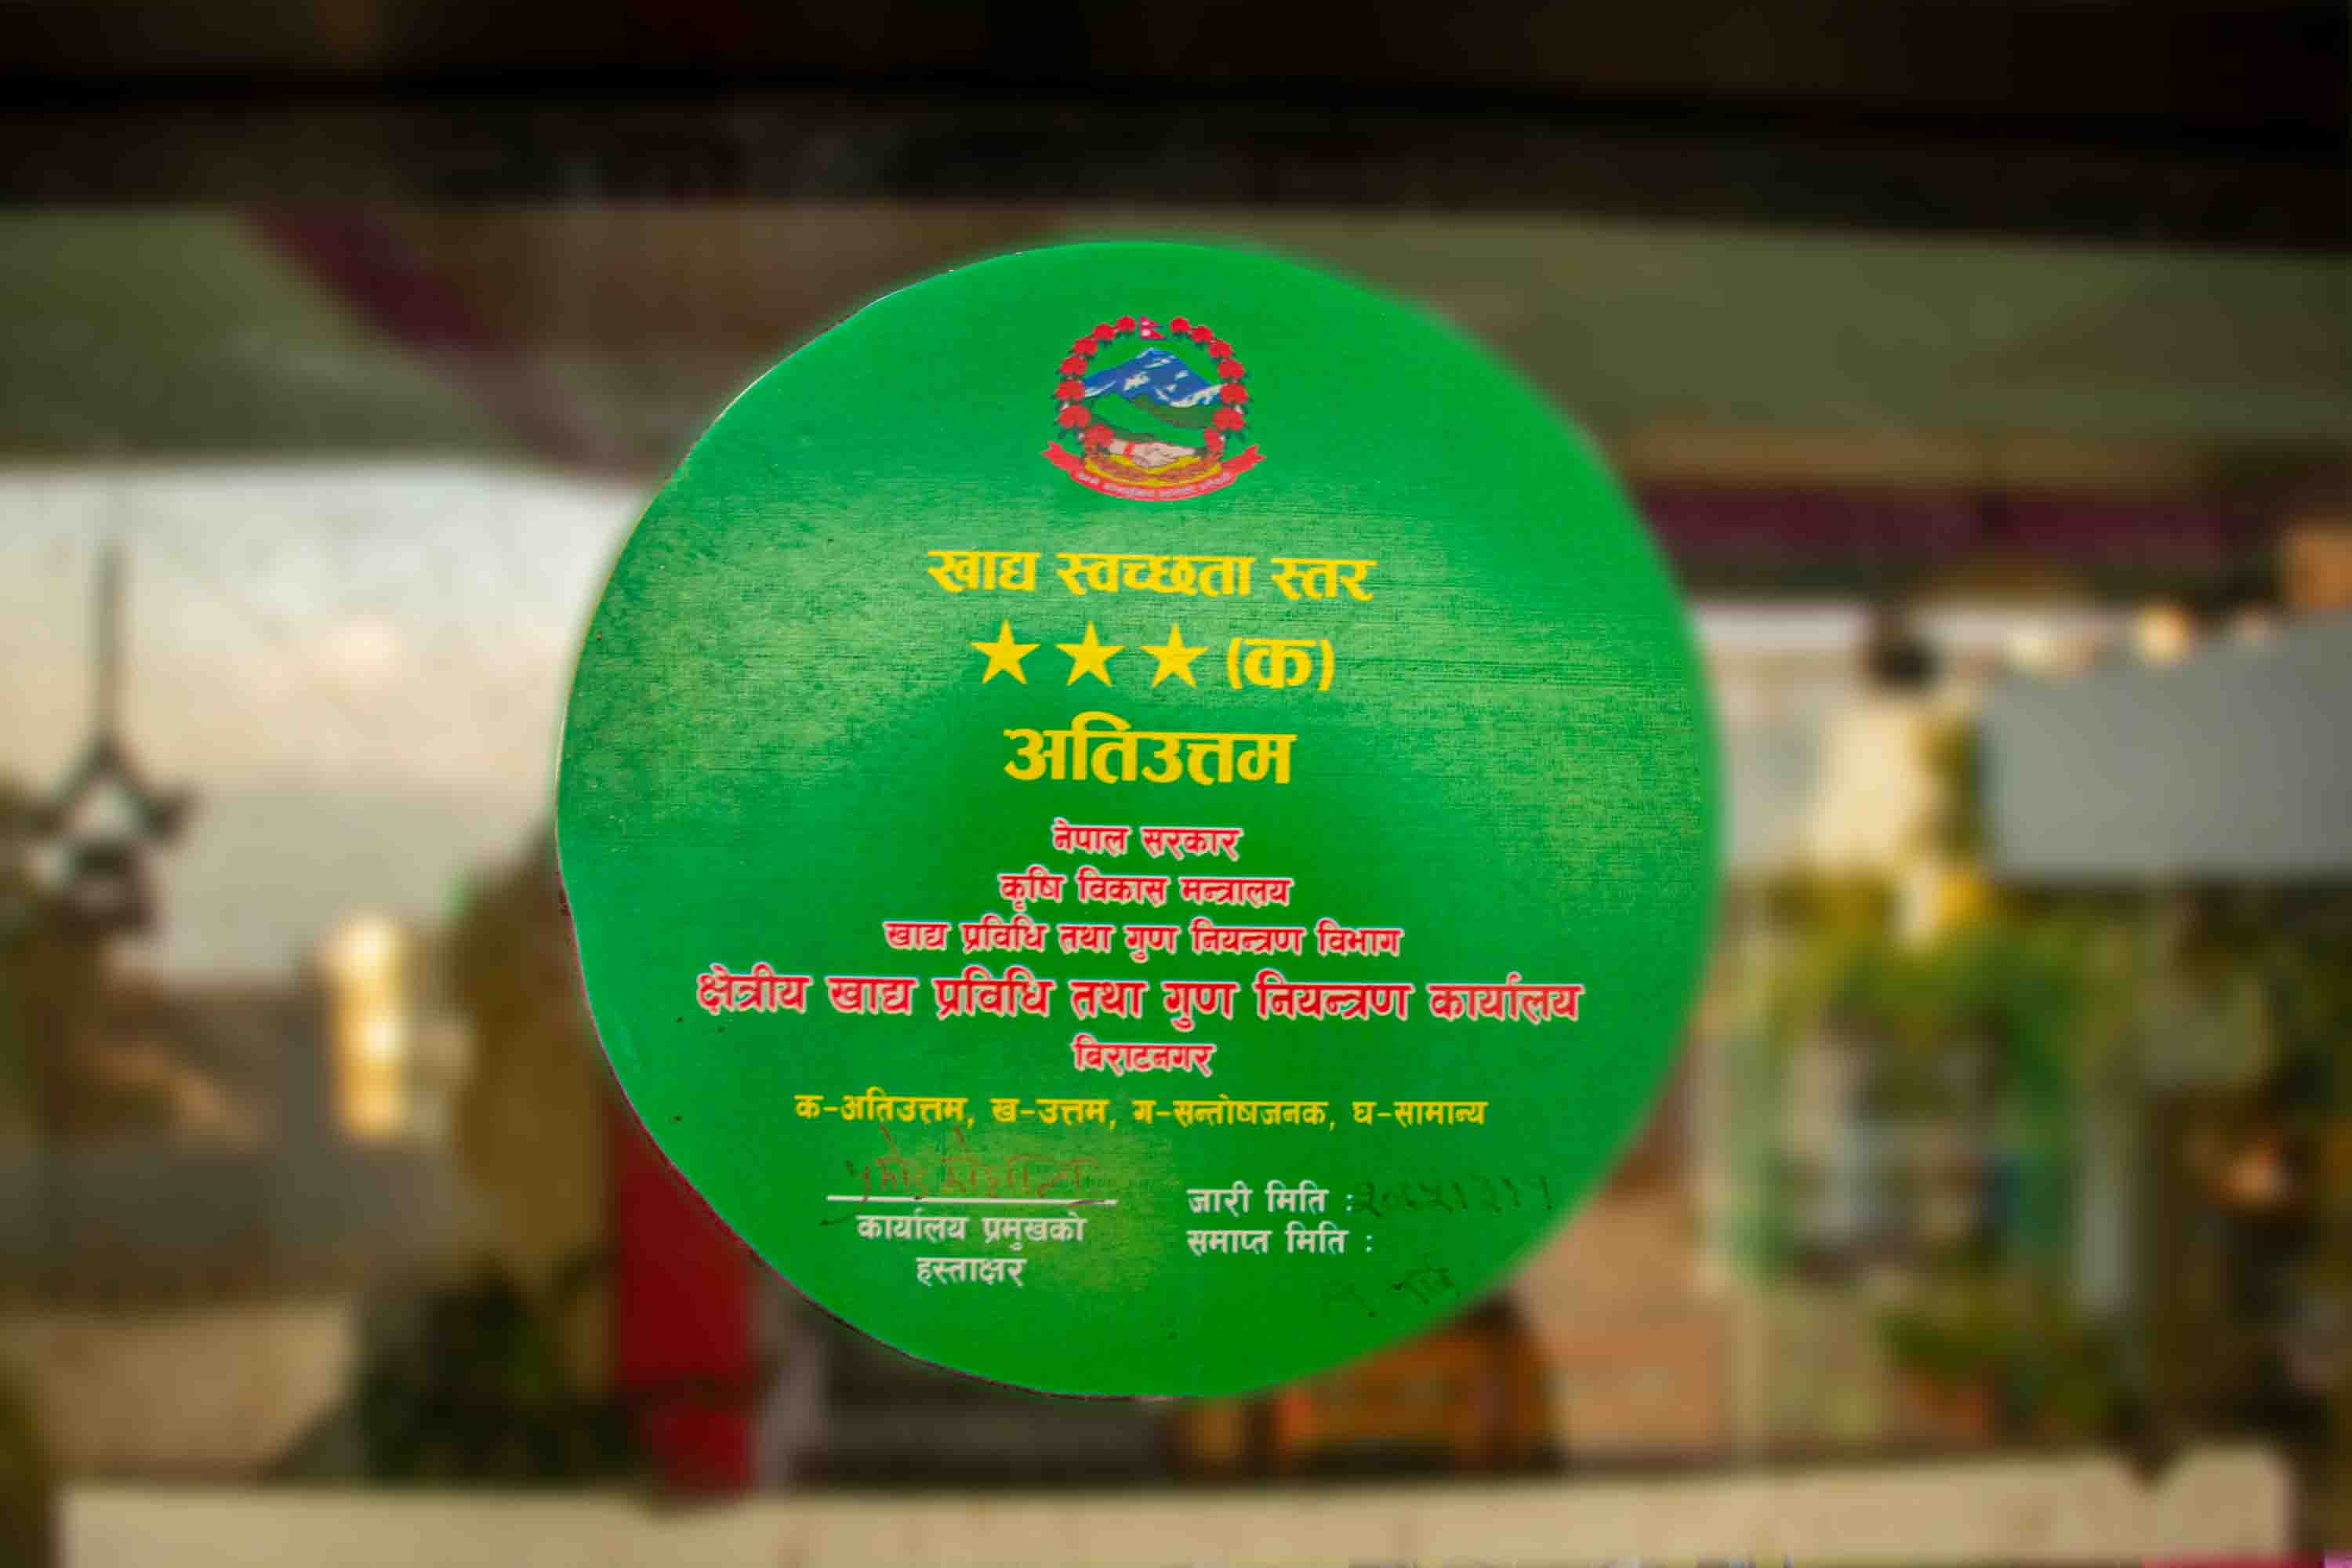 खाद्य स्वच्छता स्तर
★ ★ ★ (क)
अतिउत्तम
नेपाल सरकार
कृषि विकास मन्त्रालय
खाद्य प्रविधि तथा गुण नियन्त्रण विभाग
क्षेत्रीय खाद्य प्रविधि तथा गुण नियन्त्रण कार्यालय
विराटनगर
क-अतिउत्तम, ख-उत्तम, ग-सन्तोषजनक, घ-सामान्य
कार्यालय प्रमुखको
हस्ताक्षर
जारी मिति :
समाप्त मिति :